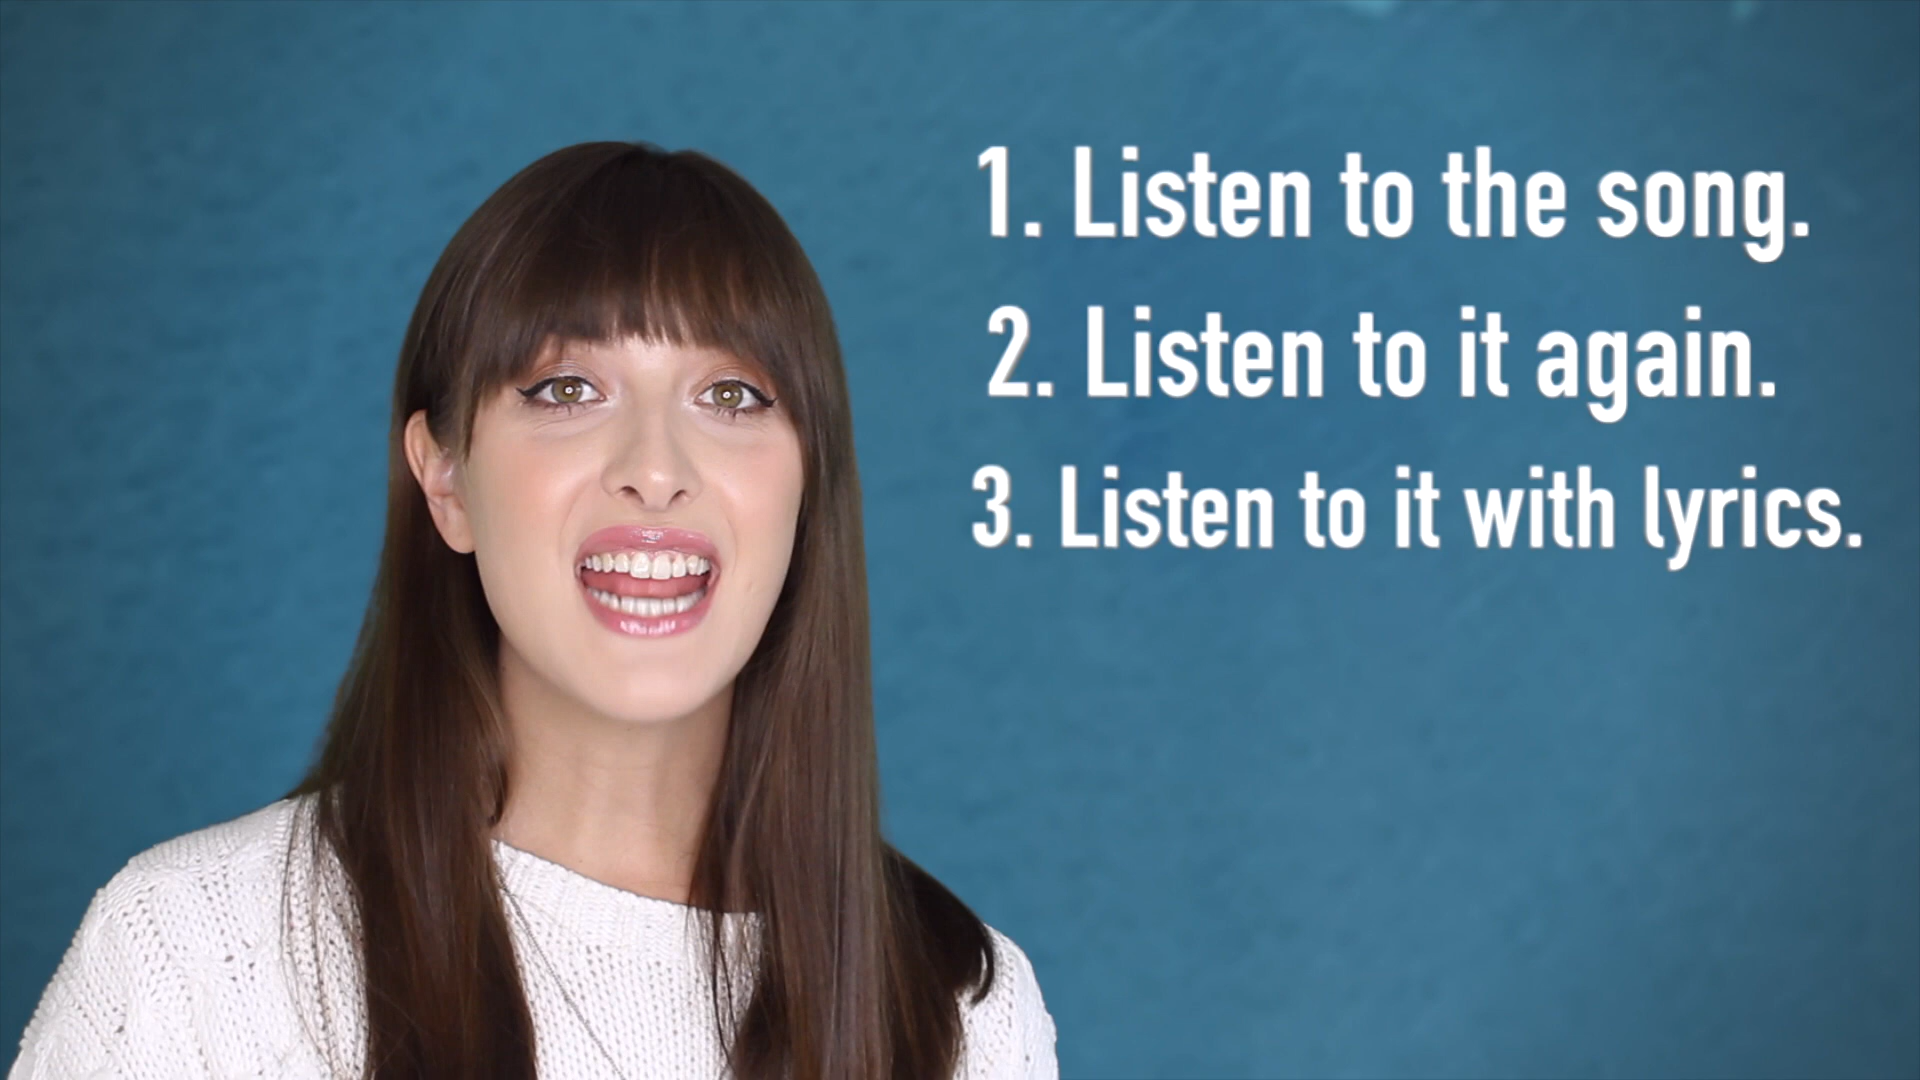 1. Listen to the song.
2. Listen to it again.
3. Listen to it with lyrics.